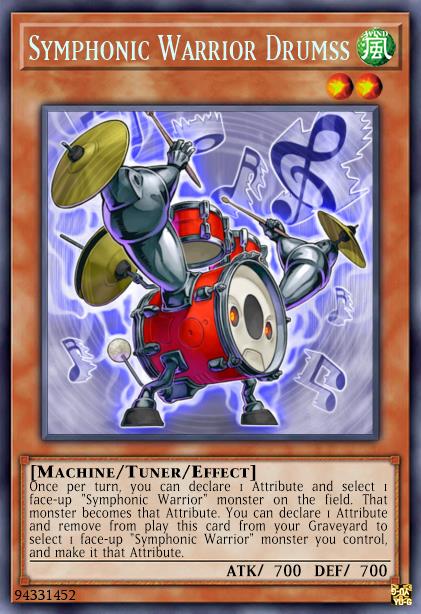 SYMPHONIC WARRIOR DRUMSS
WIND
風
[MACHINE/TUNER/EFFECT]
Once per turn, you can declare 1 Attribute and select 1
face-up "Symphonic Warrior" monster on the field. That
monster becomes that Attribute. You can declare 1 Attribute
and remove from play this card from your Graveyard to
select 1 face-up "Symphonic Warrior" monster you control,
and make it that Attribute.
ATK/ 700 DEF/ 700
94331452